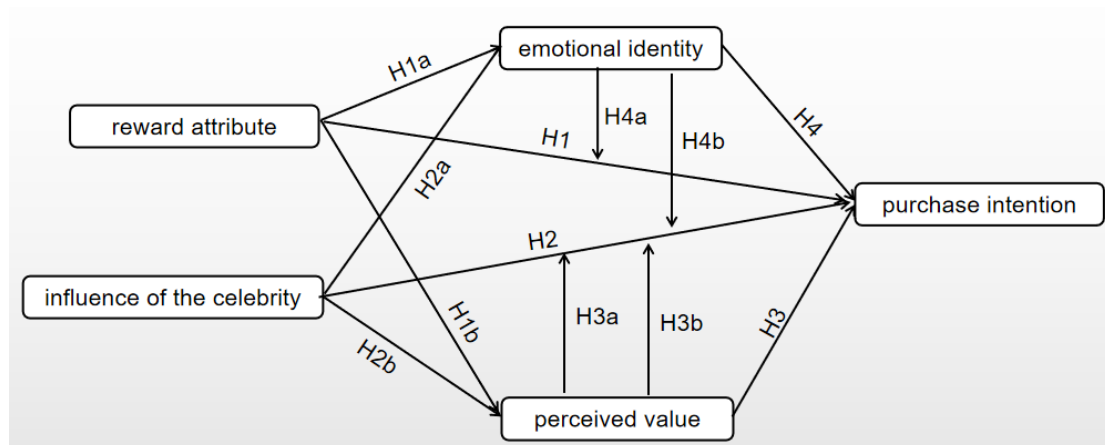 emotional identity
H1a
reward attribute
H4a
H1
H4b
H4
H2a
purchase intention
H2
influence of the celebrity
H1b
H3a
H3b
H3
H2b
perceived value